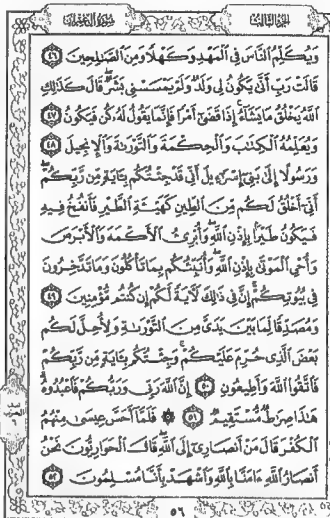 الجزء الثالث
سورة آل عمران
وَيُكَلِّمُ النَّاسَ فِي الْمَهْدِ وَكَهْلًا وَمِنَ الصَّالِحِينَ ٤٦
قَالَتْ رَبِّ أَنَّى يَكُونُ لِي وَلَدٌ وَلَمْ يَمْسَسْنِي بَشَرٌ قَالَ كَذَلِكِ
اللَّهُ يَخْلُقُ مَا يَشَاءُ إِذَا قَضَى أَمْرًا فَإِنَّمَا يَقُولُ لَهُ كُنْ فَيَكُونُ ٤٧
وَيُعَلِّمُهُ الْكِتَابَ وَالْحِكْمَةَ وَالتَّوْرَاةَ وَالْإِنجِيلَ ٤٨
وَرَسُولًا إِلَى بَنِي إِسْرَائِيلَ أَنِّي قَدْ جِئْتُكُمْ بِآيَةٍ مِنْ رَبِّكُمْ
أَنِّي أَخْلُقُ لَكُمْ مِنَ الطِّينِ كَهَيْئَةِ الطَّيْرِ فَأَنْفُخُ فِيهِ
فَيَكُونُ طَيْرًا بِإِذْنِ اللَّهِ وَأُبْرِئُ الْأَكْمَهَ وَالْأَبْرَصَ
وَأُحْيِ الْمَوْتَى بِإِذْنِ اللَّهِ وَأُنَبِّئُكُمْ بِمَا تَأْكُلُونَ وَمَا تَدَّخِرُونَ
فِي بُيُوتِكُمْ إِنَّ فِي ذَلِكَ لَآيَةً لَكُمْ إِنْ كُنْتُمْ مُؤْمِنِينَ ٤٩
وَمُصَدِّقًا لِمَا بَيْنَ يَدَيَّ مِنَ التَّوْرَاةِ وَلِأُحِلَّ لَكُمْ
بَعْضَ الَّذِي حُرِّمَ عَلَيْكُمْ وَجِئْتُكُمْ بِآيَةٍ مِنْ رَبِّكُمْ
فَاتَّقُوا اللَّهَ وَأَطِيعُونِ ٥٠ إِنَّ اللَّهَ رَبِّي وَرَبُّكُمْ فَاعْبُدُوهُ
هَذَا صِرَاطٌ مُسْتَقِيمٌ ٥١ ۞ فَلَمَّا أَحَسَّ عِيسَى مِنْهُمُ
الْكُفْرَ قَالَ مَنْ أَنْصَارِي إِلَى اللَّهِ قَالَ الْحَوَارِيُّونَ نَحْنُ
أَنْصَارُ اللَّهِ آمَنَّا بِاللَّهِ وَاشْهَدْ بِأَنَّا مُسْلِمُونَ ٥٢
٥٦